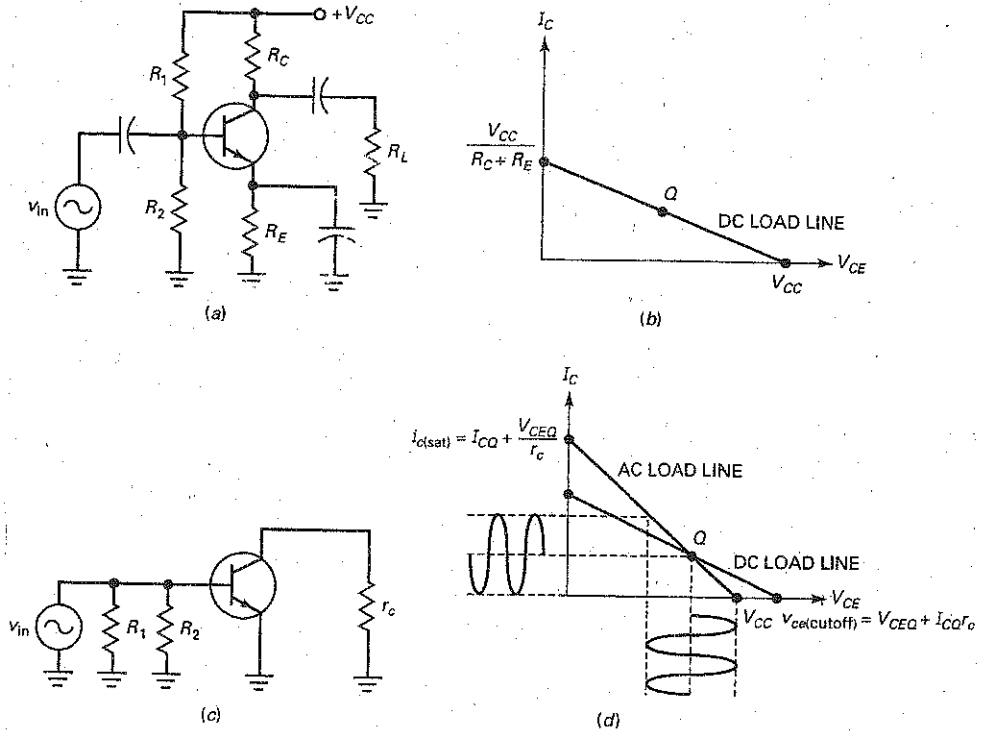 +V_CC
R_1
R_C
R_L
v_in
R_2
R_E
(a)
I_C
V_CC
R_C + R_E
Q
DC LOAD LINE
V_CE
V_CC
(b)
v_in
R_1
R_2
r_c
(c)
I_C
i_c(sat) = I_CQ + V_CEQ / r_c
AC LOAD LINE
Q
DC LOAD LINE
V_CE
V_CC v_ce(cutoff) = V_CEQ + I_CQ r_c
(d)